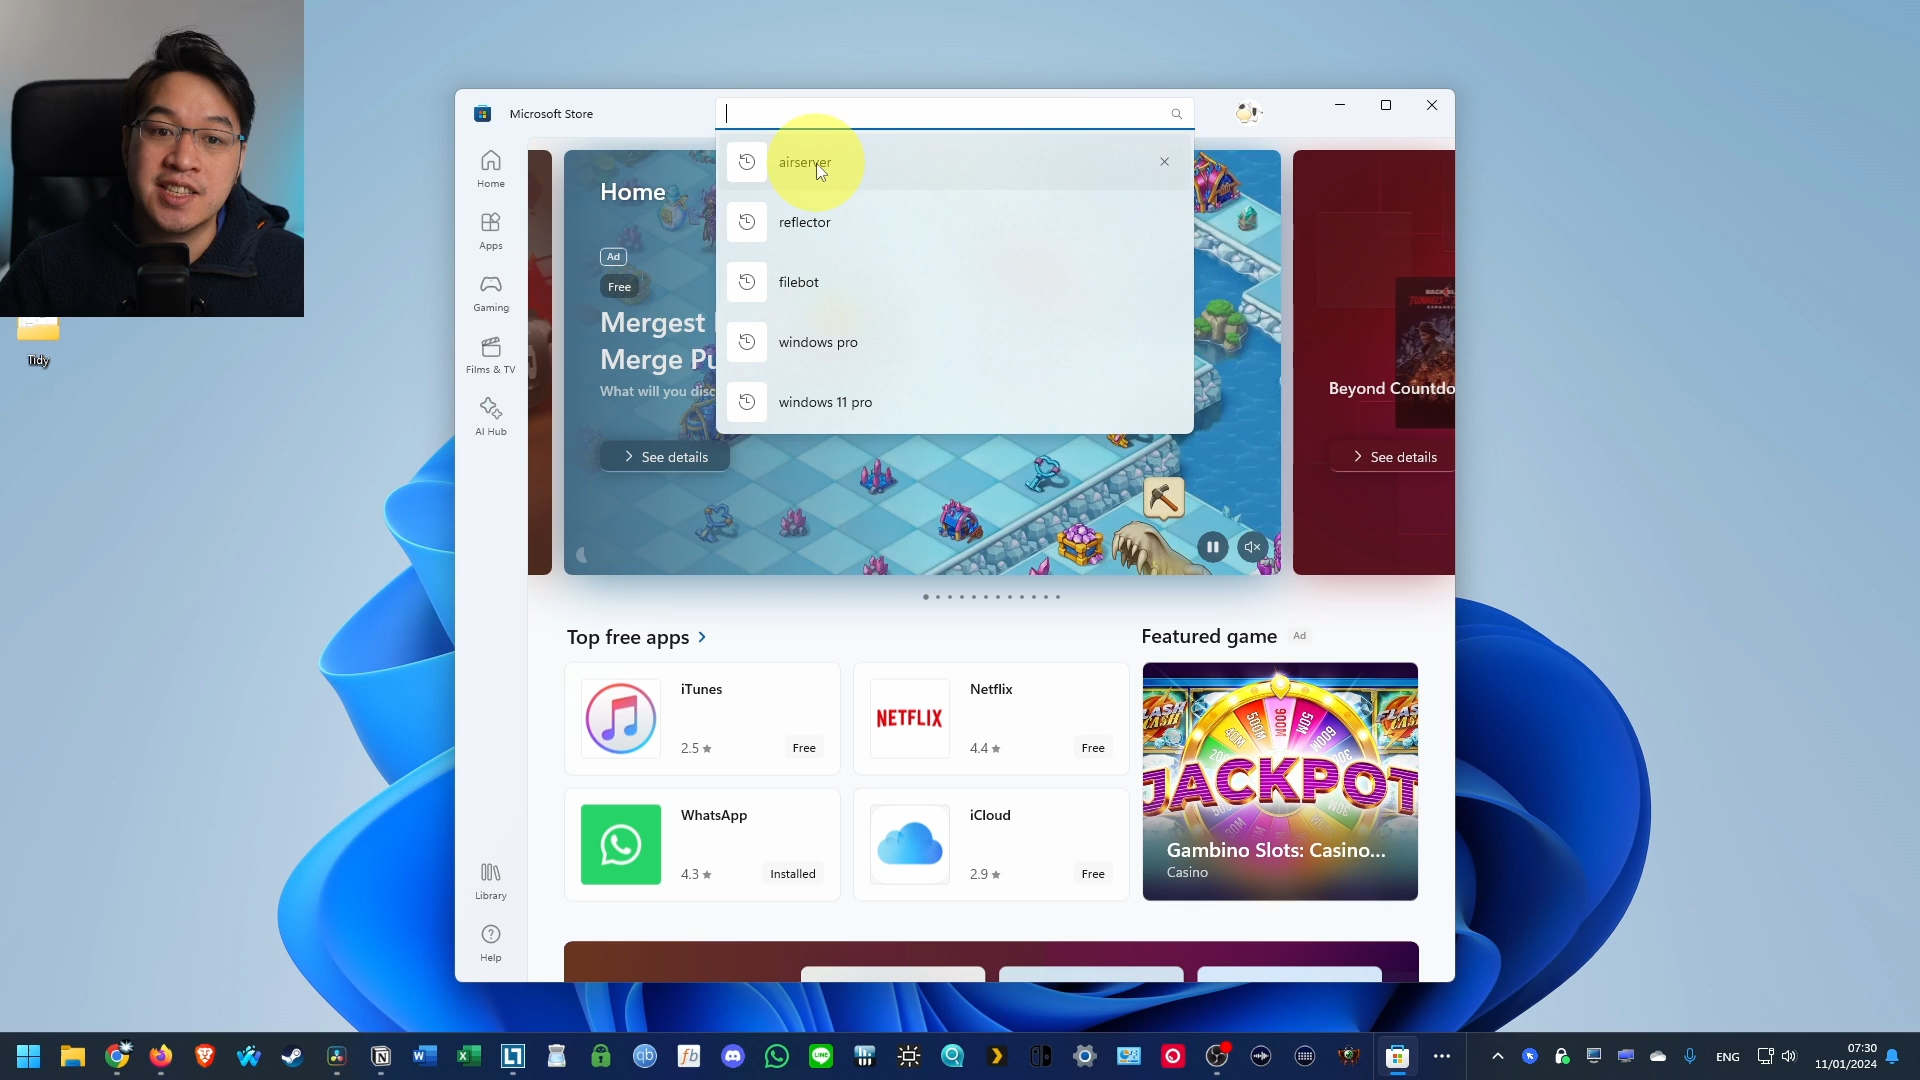 Microsoft Store
airserver
reflector
filebot
windows pro
windows 11 pro
Home
Apps
Gaming
Films & TV
AI Hub
Library
Help
Tidy
Home
Ad
Free
Mergest
Merge Pu
What will you disc
See details
Beyond Countdo
See details
Top free apps
iTunes
2.5
Free
Netflix
NETFLIX
4.4
Free
WhatsApp
4.3
Installed
iCloud
2.9
Free
Featured game
Ad
JACKPOT
Gambino Slots: Casino...
Casino
ENG
07:30
11/01/2024